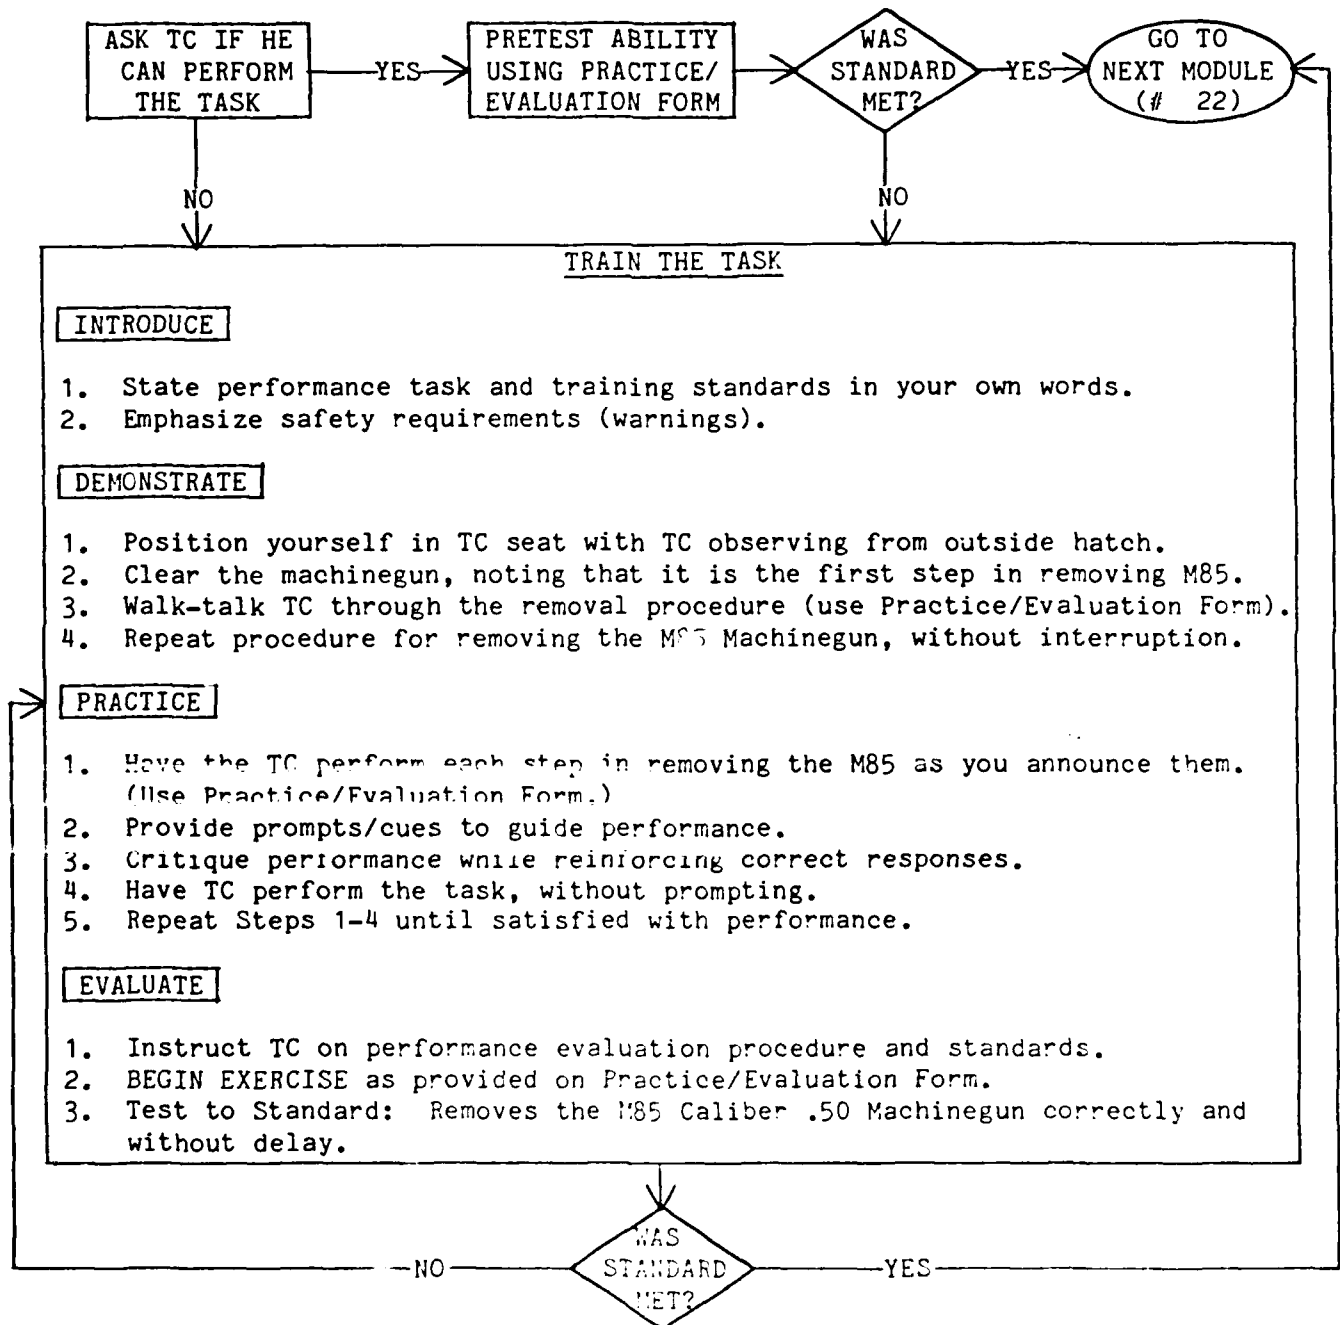 ASK TC IF HE
CAN PERFORM
THE TASK
YES
PRETEST ABILITY
USING PRACTICE/
EVALUATION FORM
WAS
STANDARD
MET?
YES
GO TO
NEXT MODULE
(# 22)
NO
NO
TRAIN THE TASK
INTRODUCE
1. State performance task and training standards in your own words.
2. Emphasize safety requirements (warnings).
DEMONSTRATE
1. Position yourself in TC seat with TC observing from outside hatch.
2. Clear the machinegun, noting that it is the first step in removing M85.
3. Walk-talk TC through the removal procedure (use Practice/Evaluation Form).
4. Repeat procedure for removing the M85 Machinegun, without interruption.
PRACTICE
1. Have the TC perform each step in removing the M85 as you announce them.
(Use Practice/Evaluation Form.)
2. Provide prompts/cues to guide performance.
3. Critique performance while reinforcing correct responses.
4. Have TC perform the task, without prompting.
5. Repeat Steps 1-4 until satisfied with performance.
EVALUATE
1. Instruct TC on performance evaluation procedure and standards.
2. BEGIN EXERCISE as provided on Practice/Evaluation Form.
3. Test to Standard: Removes the M85 Caliber .50 Machinegun correctly and
without delay.
NO
WAS
STANDARD
MET?
YES